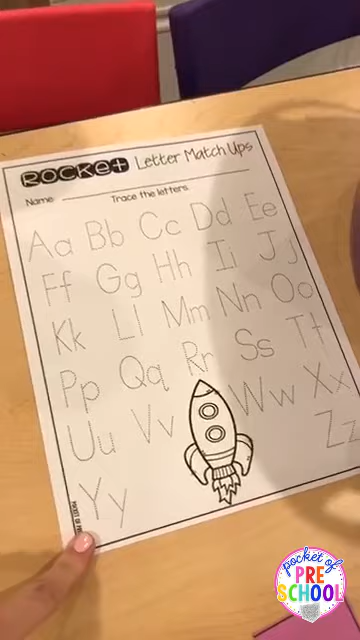 Rocket Letter Match Ups
Name
Trace the letters.
Aa Bb Cc Dd Ee
Ff Gg Hh Ii Jj
Kk Ll Mm Nn Oo
Pp Qq Rr Ss Tt
Uu Vv Ww Xx
Yy Zz
pocket of
PRE
SCHOOL